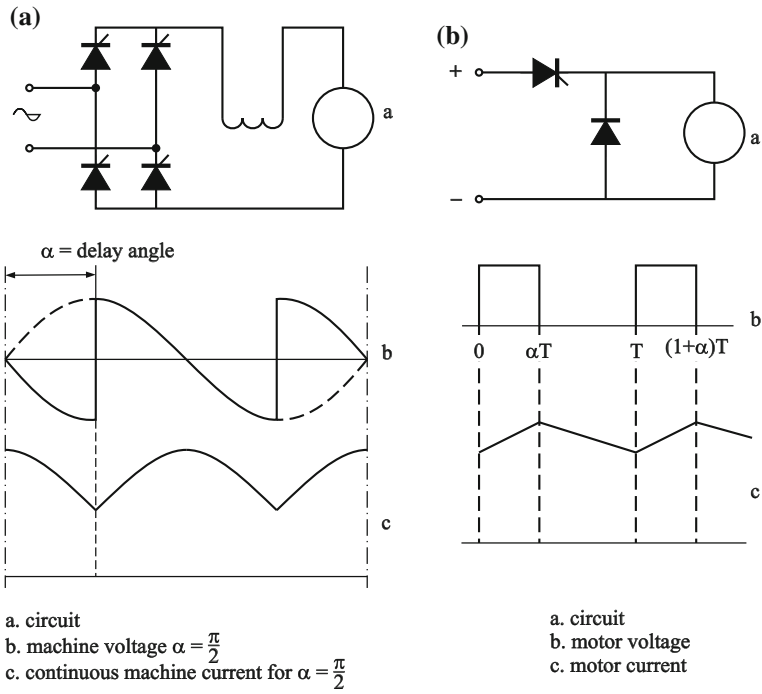 (a)
a
α = delay angle
b
c
a. circuit
b. machine voltage α = π/2
c. continuous machine current for α = π/2
(b)
+
a
−
b
0 αT T (1+α)T
c
a. circuit
b. motor voltage
c. motor current